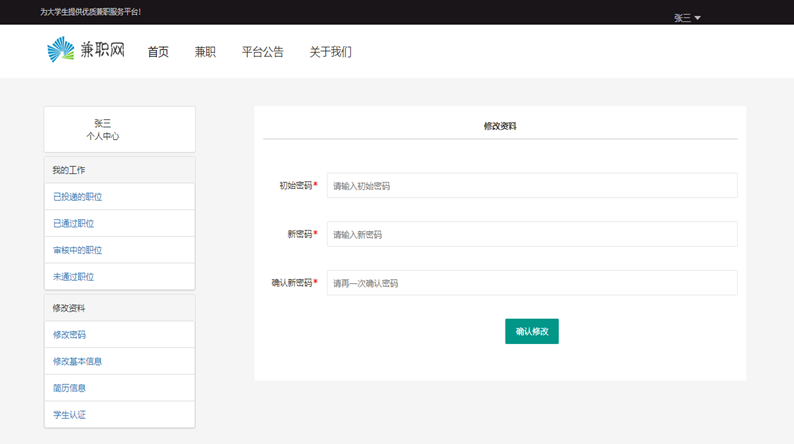 为大学生提供优质兼职服务平台！
张三
兼职网 首页 兼职 平台公告 关于我们
张三
个人中心
我的工作
已投递的职位
已通过职位
审核中的职位
未通过职位
修改资料
修改密码
修改基本信息
简历信息
学生认证
修改资料
初始密码* 请输入初始密码
新密码* 请输入新密码
确认新密码* 请再一次确认密码
确认修改